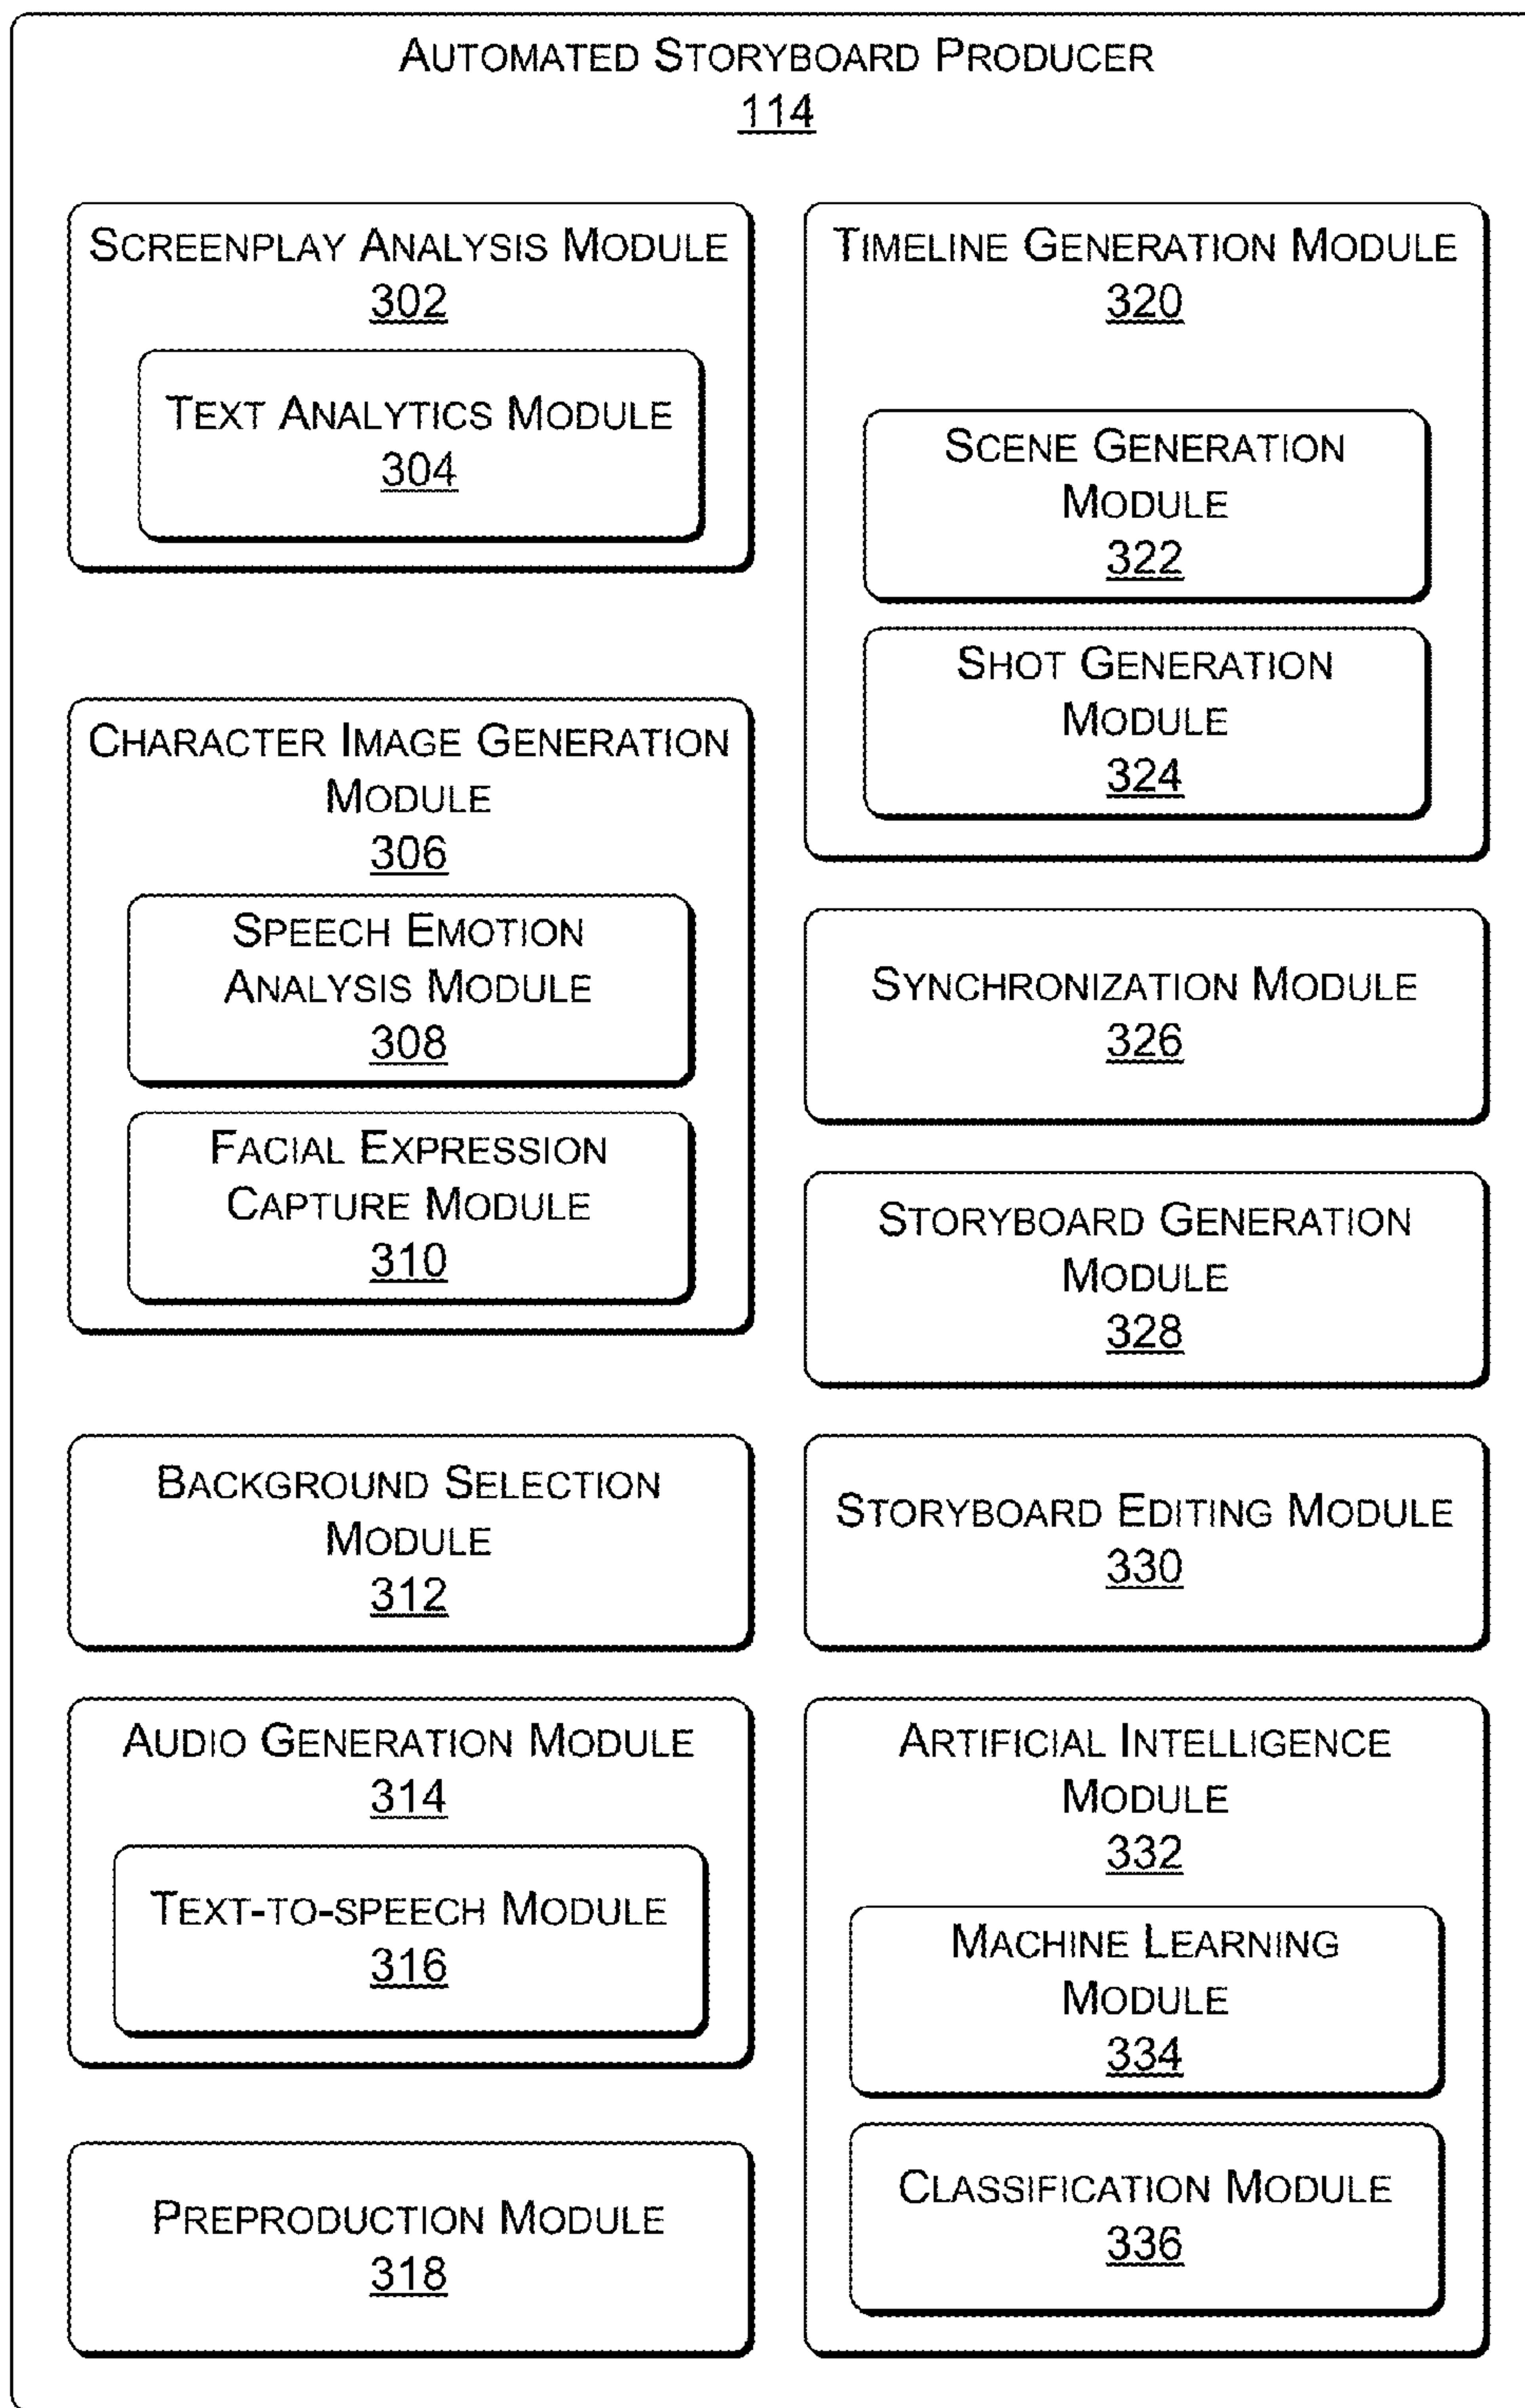 AUTOMATED STORYBOARD PRODUCER
114
SCREENPLAY ANALYSIS MODULE
302
TEXT ANALYTICS MODULE
304
CHARACTER IMAGE GENERATION
MODULE
306
SPEECH EMOTION
ANALYSIS MODULE
308
FACIAL EXPRESSION
CAPTURE MODULE
310
BACKGROUND SELECTION
MODULE
312
AUDIO GENERATION MODULE
314
TEXT-TO-SPEECH MODULE
316
PREPRODUCTION MODULE
318
TIMELINE GENERATION MODULE
320
SCENE GENERATION
MODULE
322
SHOT GENERATION
MODULE
324
SYNCHRONIZATION MODULE
326
STORYBOARD GENERATION
MODULE
328
STORYBOARD EDITING MODULE
330
ARTIFICIAL INTELLIGENCE
MODULE
332
MACHINE LEARNING
MODULE
334
CLASSIFICATION MODULE
336